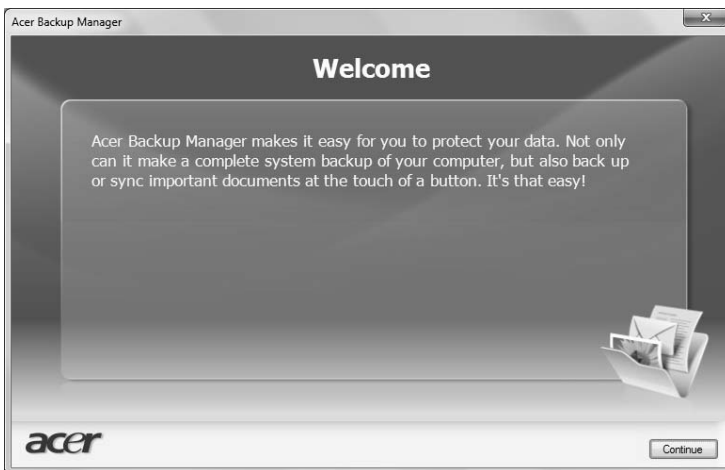 Acer Backup Manager
x
Welcome
Acer Backup Manager makes it easy for you to protect your data. Not only
can it make a complete system backup of your computer, but also back up
or sync important documents at the touch of a button. It's that easy!
acer
Continue